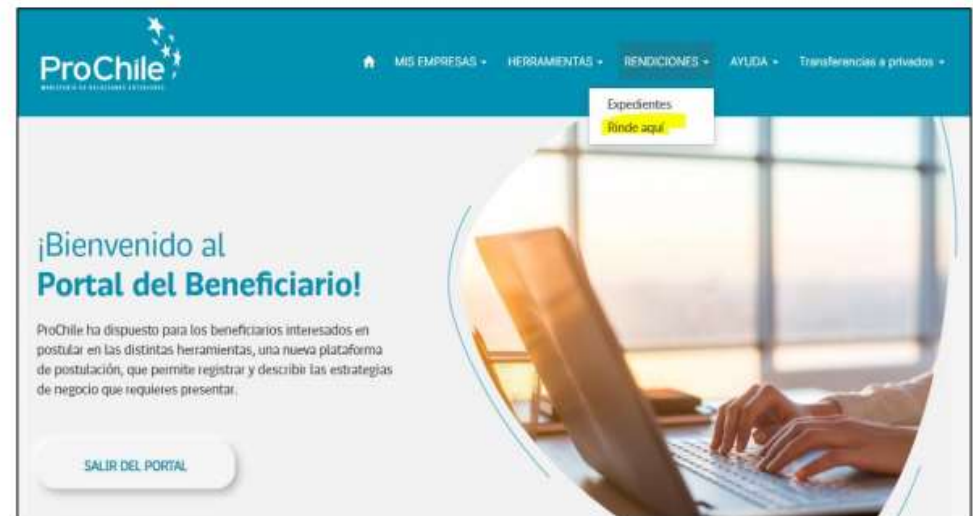 ProChile
MINISTERIO DE RELACIONES EXTERIORES
MIS EMPRESAS
HERRAMIENTAS
RENDICIONES
AYUDA
Transferencias a privados
Expedientes
Rinde aquí
¡Bienvenido al
Portal del Beneficiario!
ProChile ha dispuesto para los beneficiarios interesados en
postular en las distintas herramientas, una nueva plataforma
de postulación, que permite registrar y describir las estrategias
de negocio que requieres presentar.
SALIR DEL PORTAL